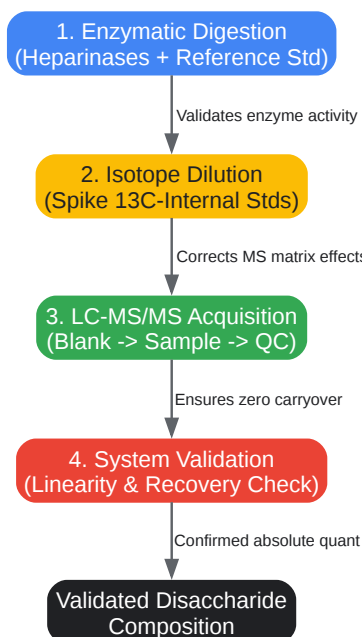 1. Enzymatic Digestion
(Heparinases + Reference Std)
Validates enzyme activity
2. Isotope Dilution
(Spike 13C-Internal Stds)
Corrects MS matrix effects
3. LC-MS/MS Acquisition
(Blank -> Sample -> QC)
Ensures zero carryover
4. System Validation
(Linearity & Recovery Check)
Confirmed absolute quant
Validated Disaccharide
Composition